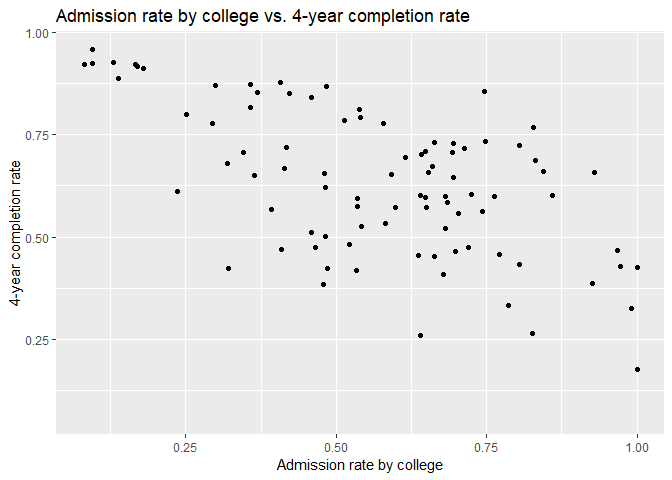 Admission rate by college vs. 4-year completion rate
1.00
0.75
0.50
0.25
4-year completion rate
0.25
0.50
0.75
1.00
Admission rate by college